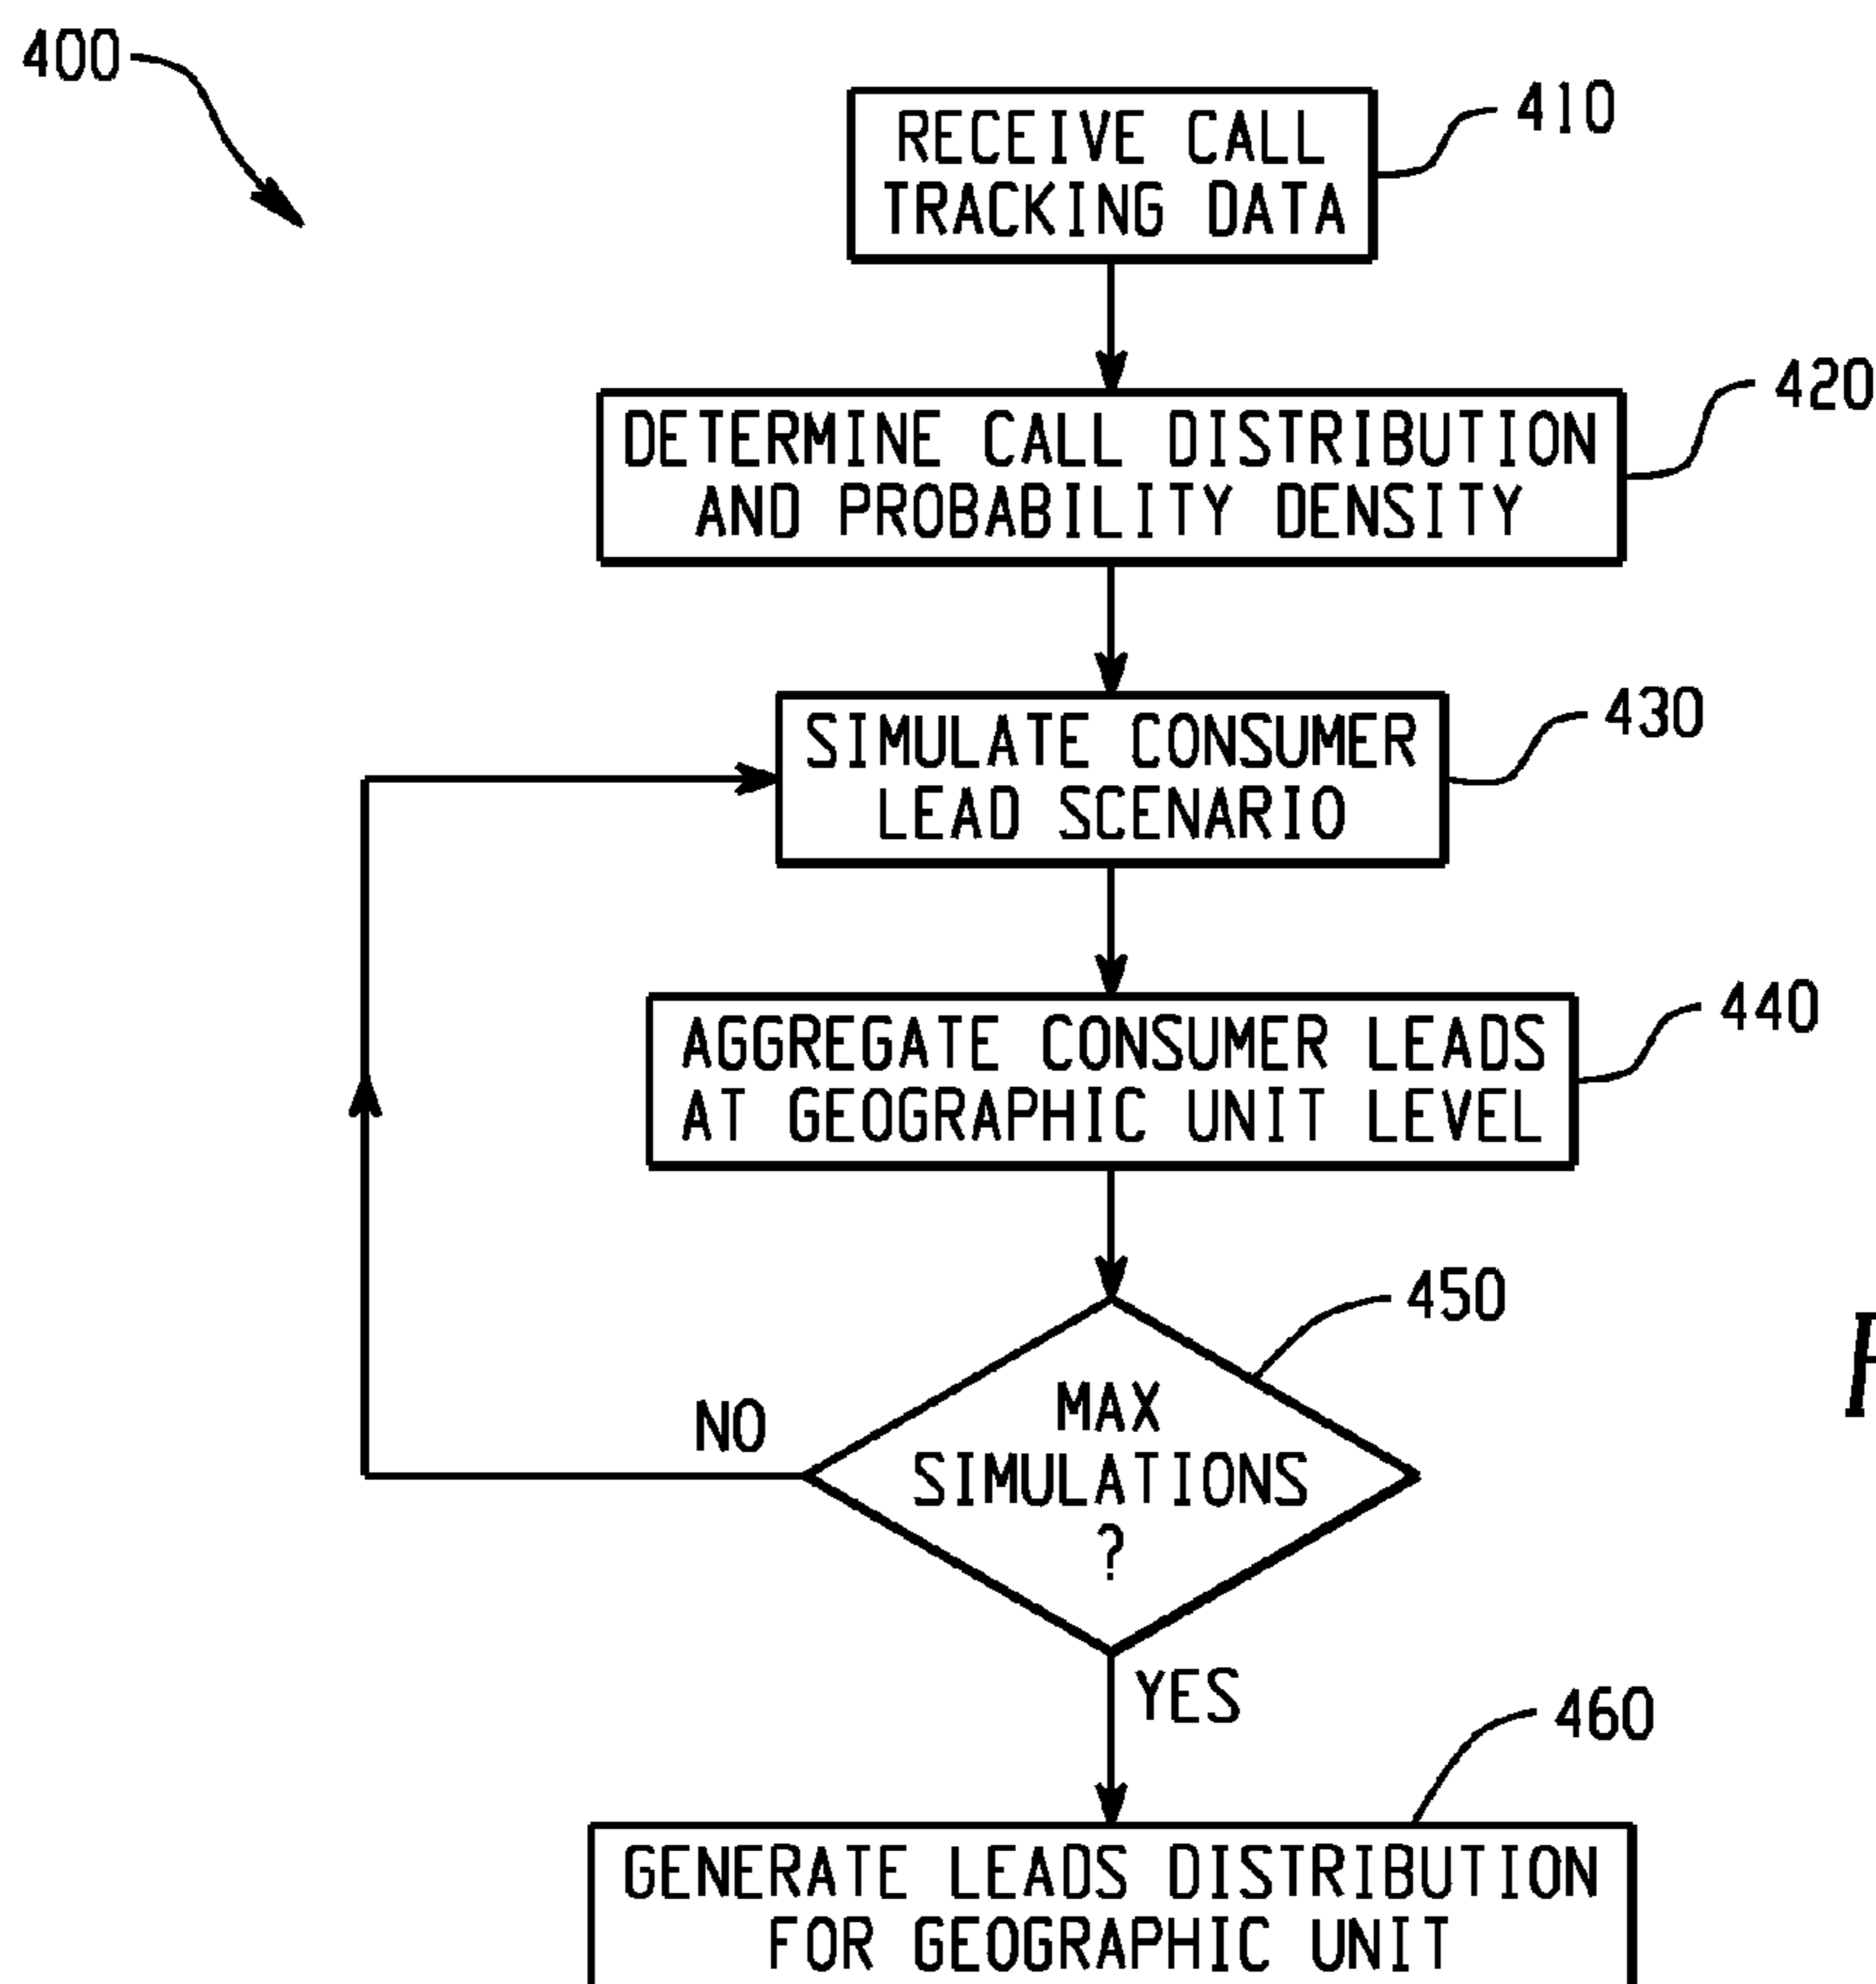 400
RECEIVE CALL
TRACKING DATA
410
DETERMINE CALL DISTRIBUTION
AND PROBABILITY DENSITY
420
SIMULATE CONSUMER
LEAD SCENARIO
430
AGGREGATE CONSUMER LEADS
AT GEOGRAPHIC UNIT LEVEL
440
450
MAX
SIMULATIONS
?
NO
YES
460
GENERATE LEADS DISTRIBUTION
FOR GEOGRAPHIC UNIT